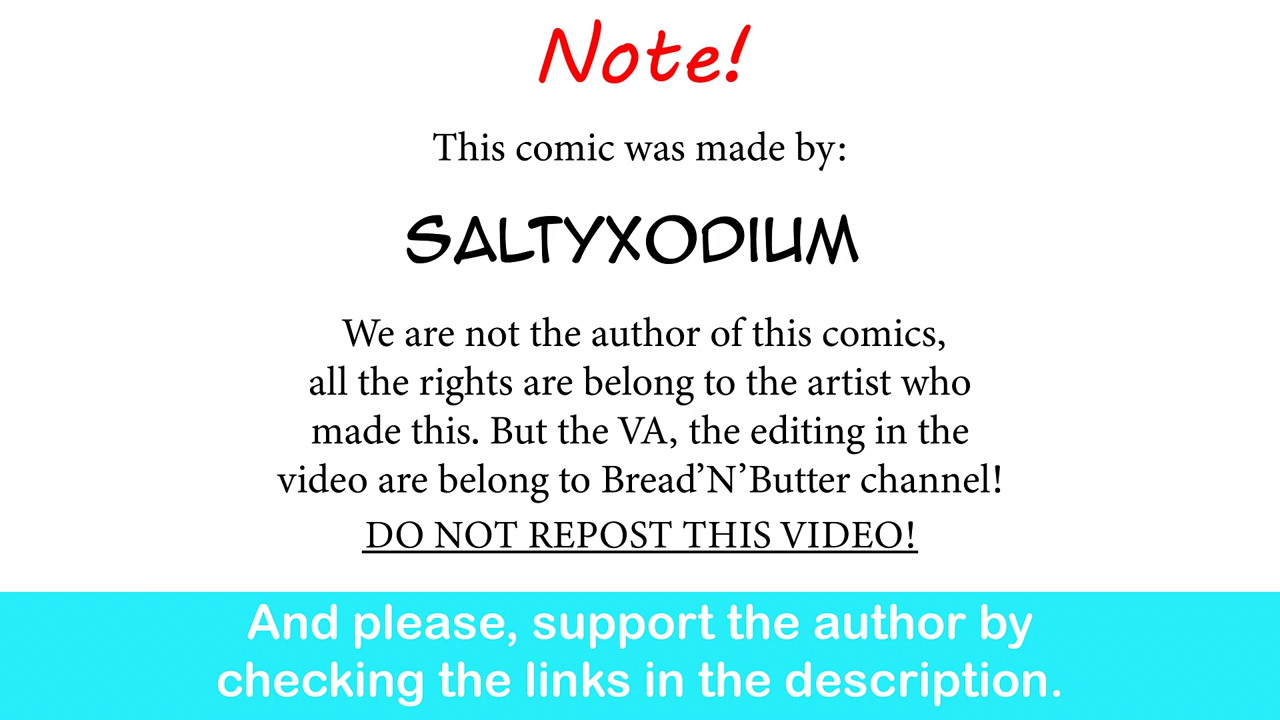 Note!
This comic was made by:
SALTYXODIUM
We are not the author of this comics,
all the rights are belong to the artist who
made this. But the VA, the editing in the
video are belong to Bread’N’Butter channel!
DO NOT REPOST THIS VIDEO!
And please, support the author by
checking the links in the description.